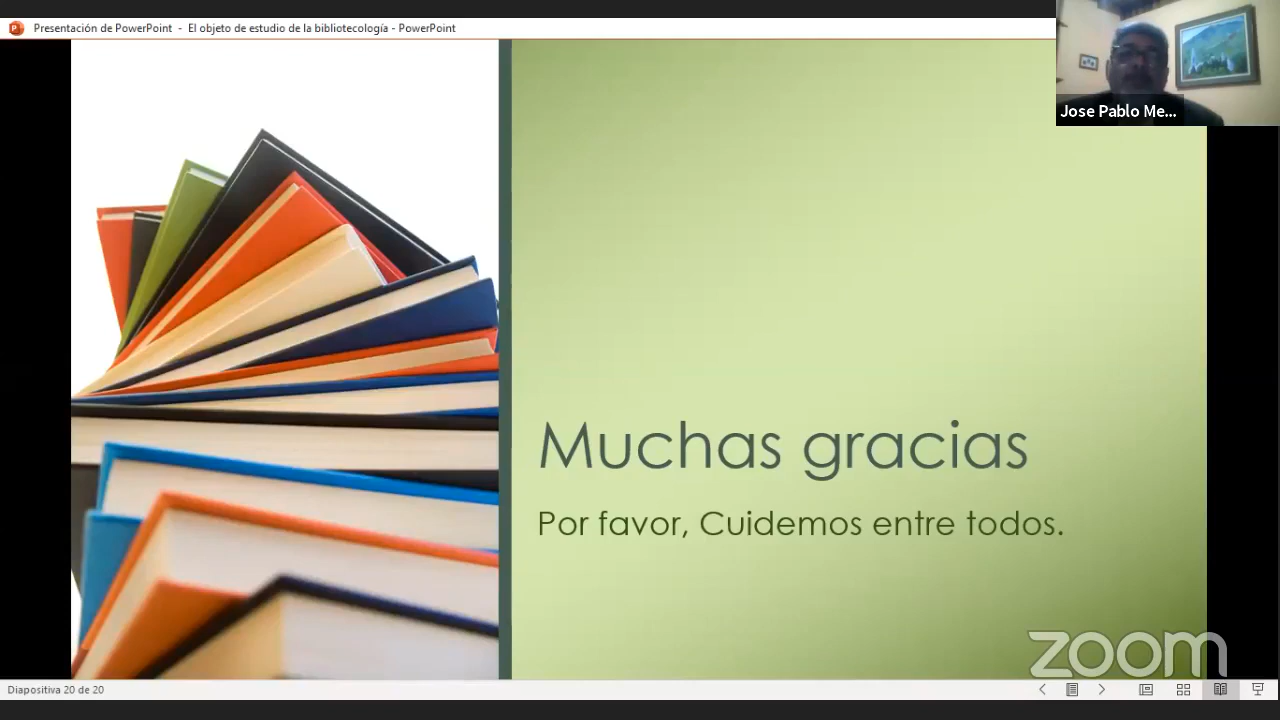 Presentación de PowerPoint - El objeto de estudio de la bibliotecología - PowerPoint
Jose Pablo Me...
Muchas gracias
Por favor, Cuidemos entre todos.
zoom
Diapositiva 20 de 20